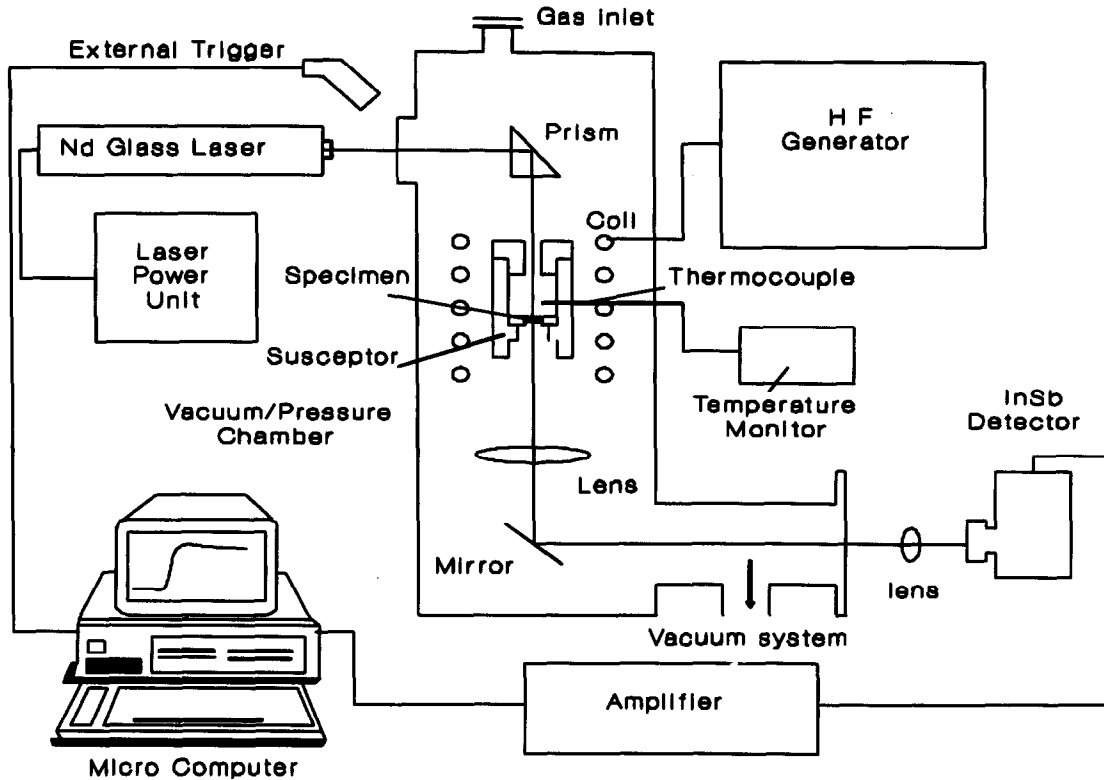 Gas inlet
External Trigger
Nd Glass Laser
Prism
H F
Generator
Laser
Power
Unit
Coil
Specimen
Thermocouple
Susceptor
Vacuum/Pressure
Chamber
Temperature
Monitor
InSb
Detector
Lens
Mirror
lens
Vacuum system
Amplifier
Micro Computer